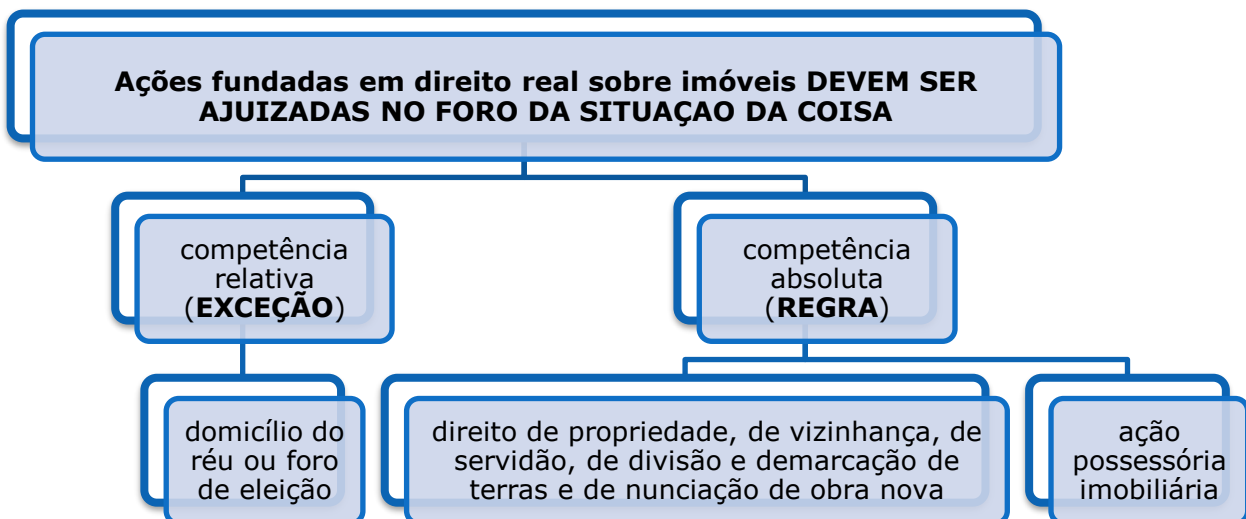 Ações fundadas em direito real sobre imóveis DEVEM SER
AJUIZADAS NO FORO DA SITUAÇAO DA COISA
competência
relativa
(EXCEÇÃO)
competência
absoluta
(REGRA)
domicílio do
réu ou foro
de eleição
direito de propriedade, de vizinhança, de
servidão, de divisão e demarcação de
terras e de nunciação de obra nova
ação
possessória
imobiliária